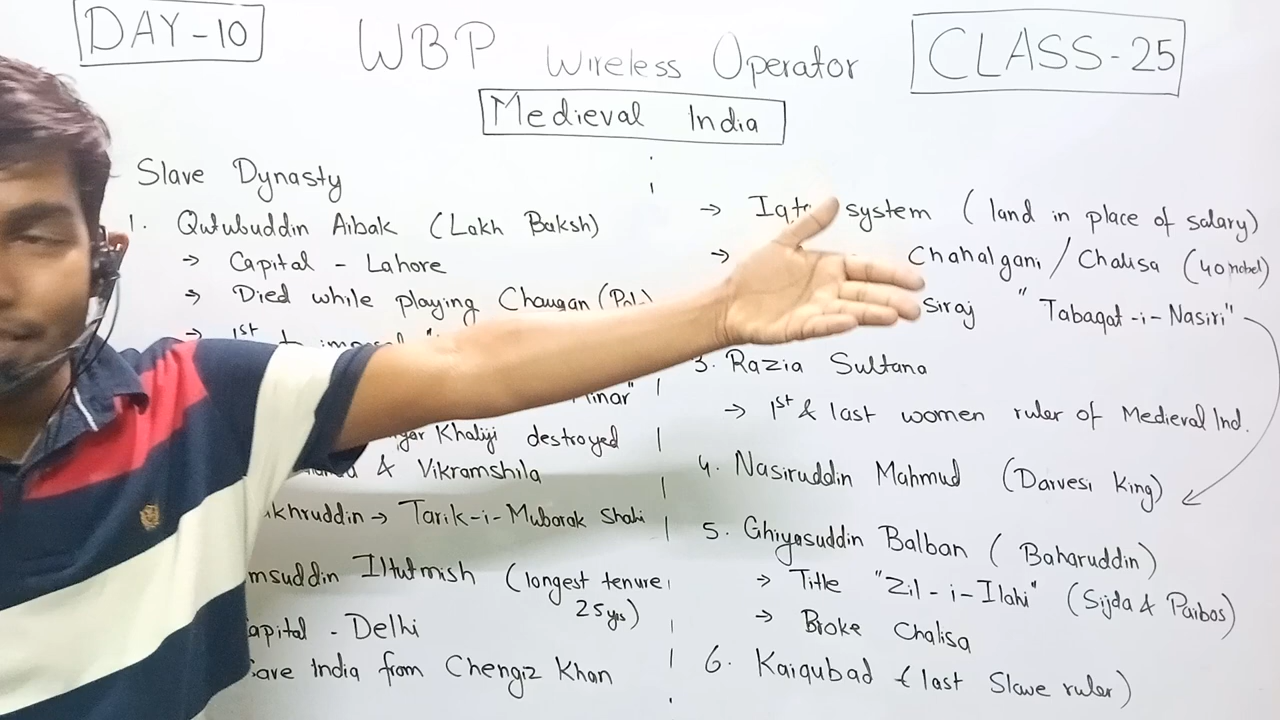 DAY-10
WBP Wireless Operator
CLASS-25
Medieval India
Slave Dynasty
1. Qutubuddin Aibak (Lakh Baksh)
→ Capital - Lahore
→ Died while playing Chaugan
→ 1st
Khaliji destroyed
& Vikramshila
→ Tarik-i-Mubarak Shahi
Iltutmish (longest tenure
25 yrs)
- Delhi
India from Chengiz Khan
→ system (land in place of salary)
→ Chahalgani / Chalisa (40 nobel)
Siraj "Tabaqat-i-Nasiri"
3. Razia Sultana
→ 1st & last women ruler of Medieval Ind.
4. Nasiruddin Mahmud (Darvesi King)
5. Ghiyasuddin Balban (Baharuddin)
→ Title "Zil-i-Ilahi" (Sijda & Paibos)
→ Broke Chalisa
6. Kaiqubad (last Slave ruler)